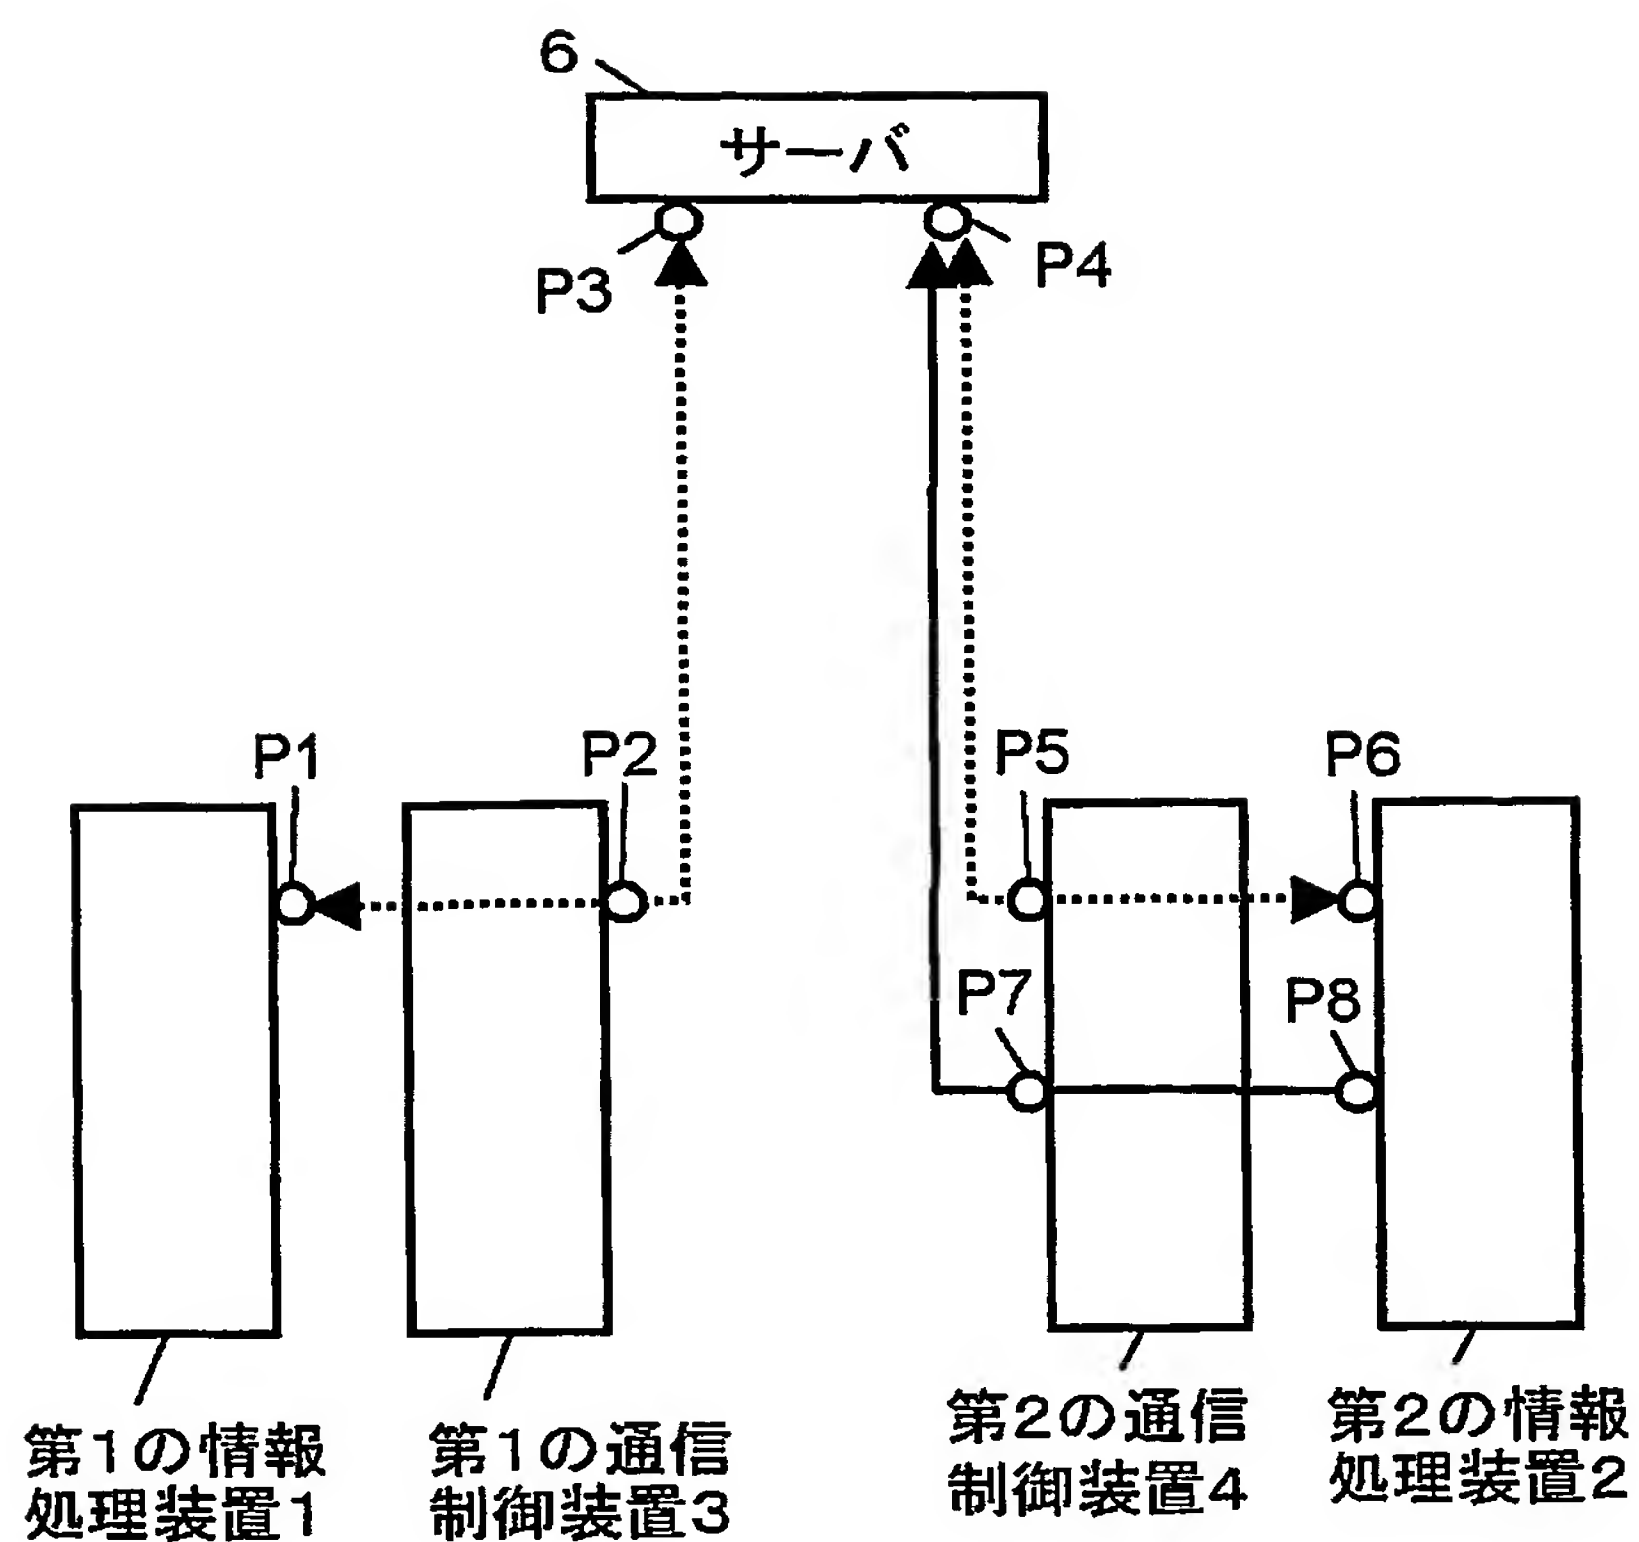 6
サーバ
P3
P4
P1
P2
P5
P6
P7
P8
第1の情報
処理装置1
第1の通信
制御装置3
第2の通信
制御装置4
第2の情報
処理装置2